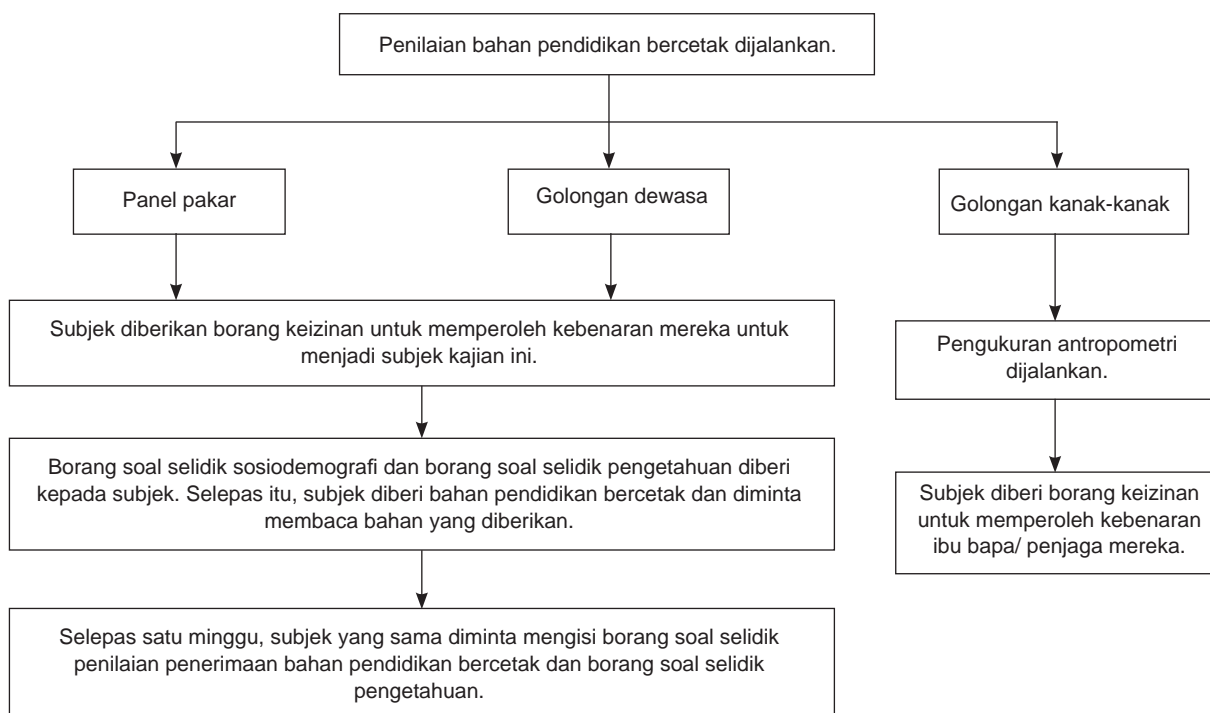 Penilaian bahan pendidikan bercetak dijalankan.
Panel pakar
Golongan dewasa
Golongan kanak-kanak
Subjek diberikan borang keizinan untuk memperoleh kebenaran mereka untuk
menjadi subjek kajian ini.
Pengukuran antropometri
dijalankan.
Borang soal selidik sosiodemografi dan borang soal selidik pengetahuan diberi
kepada subjek. Selepas itu, subjek diberi bahan pendidikan bercetak dan diminta
membaca bahan yang diberikan.
Subjek diberi borang keizinan
untuk memperoleh kebenaran
ibu bapa/ penjaga mereka.
Selepas satu minggu, subjek yang sama diminta mengisi borang soal selidik
penilaian penerimaan bahan pendidikan bercetak dan borang soal selidik
pengetahuan.